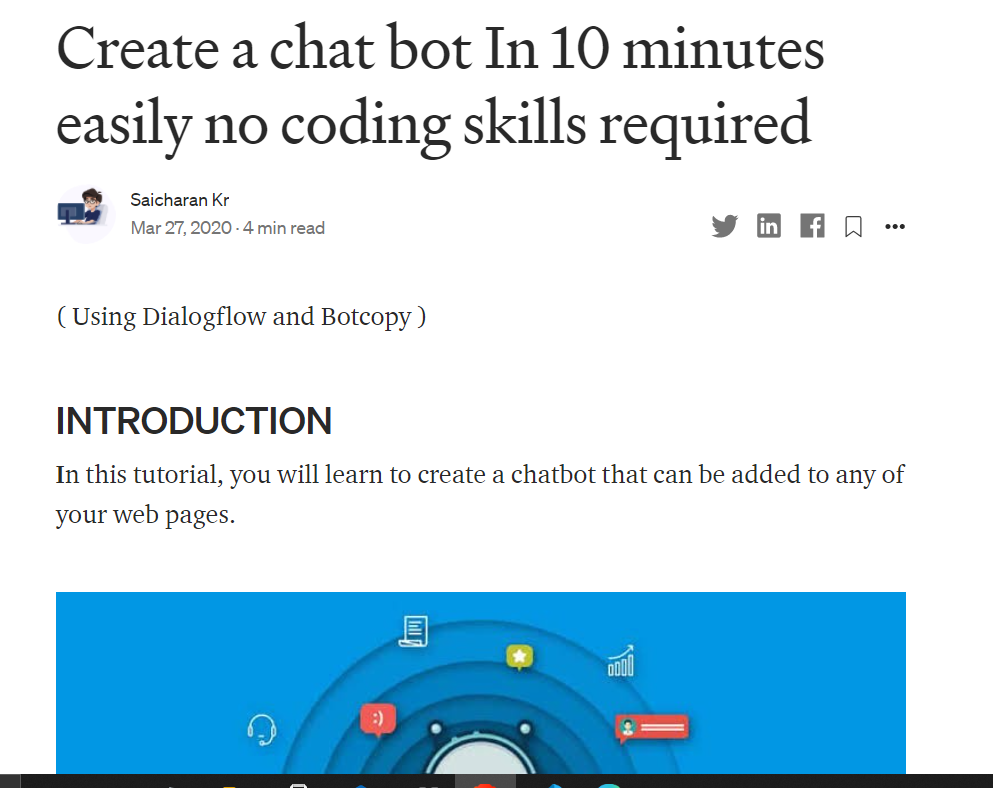 Create a chat bot In 10 minutes
easily no coding skills required
Saicharan Kr
Mar 27, 2020 · 4 min read
( Using Dialogflow and Botcopy )
INTRODUCTION
In this tutorial, you will learn to create a chatbot that can be added to any of
your web pages.
:)